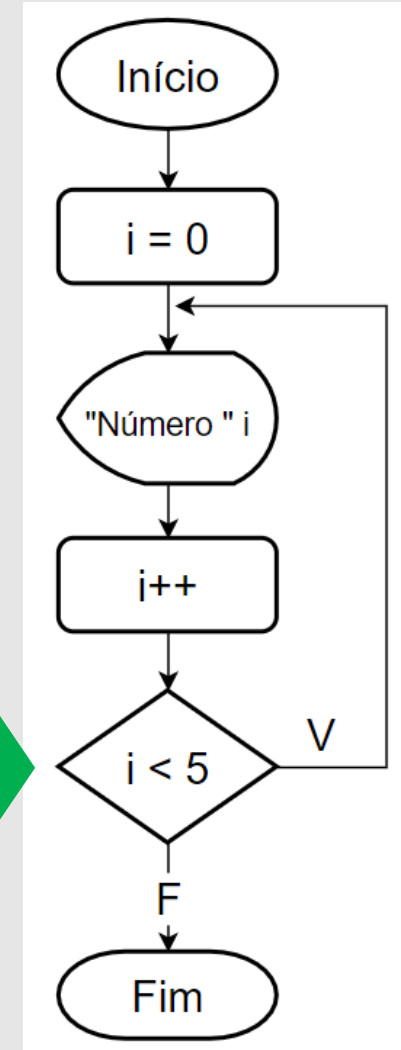 Início
i = 0
"Número " i
i++
i < 5
V
F
Fim